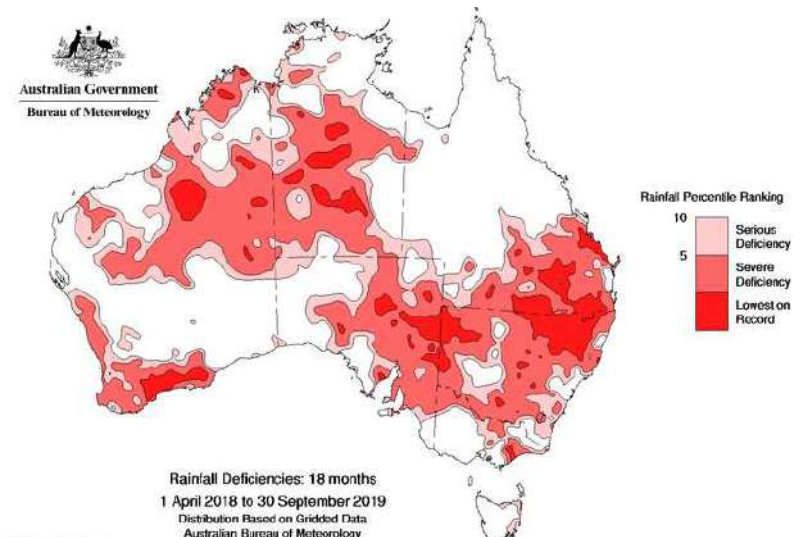 Australian Government
Bureau of Meteorology
Rainfall Percentile Ranking
10
Serious
Deficiency
5
Severe
Deficiency
Lowest on
Record
Rainfall Deficiencies: 18 months
1 April 2018 to 30 September 2019
Distribution Based on Gridded Data
Australian Bureau of Meteorology